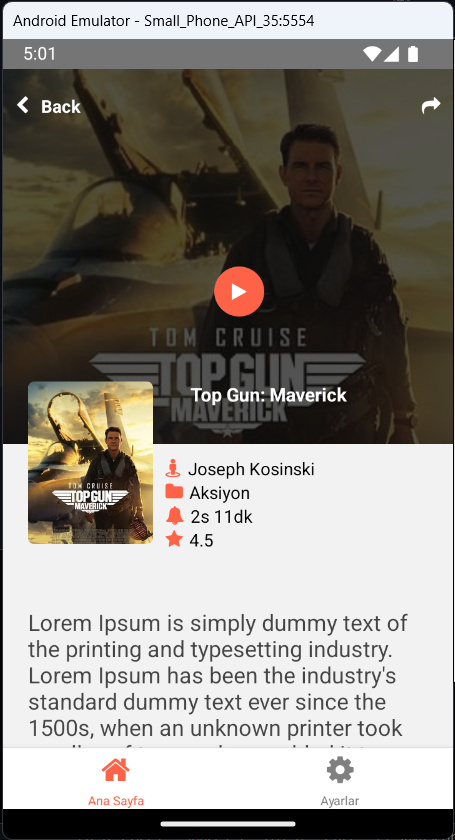 Android Emulator - Small_Phone_API_35:5554
5:01
Back
TOM CRUISE
TOP GUN
MAVERICK
Top Gun: Maverick
TOM CRUISE
TOP GUN
MAVERICK
Joseph Kosinski
Aksiyon
2s 11dk
4.5
Lorem Ipsum is simply dummy text of
the printing and typesetting industry.
Lorem Ipsum has been the industry's
standard dummy text ever since the
1500s, when an unknown printer took
Ana Sayfa
Ayarlar